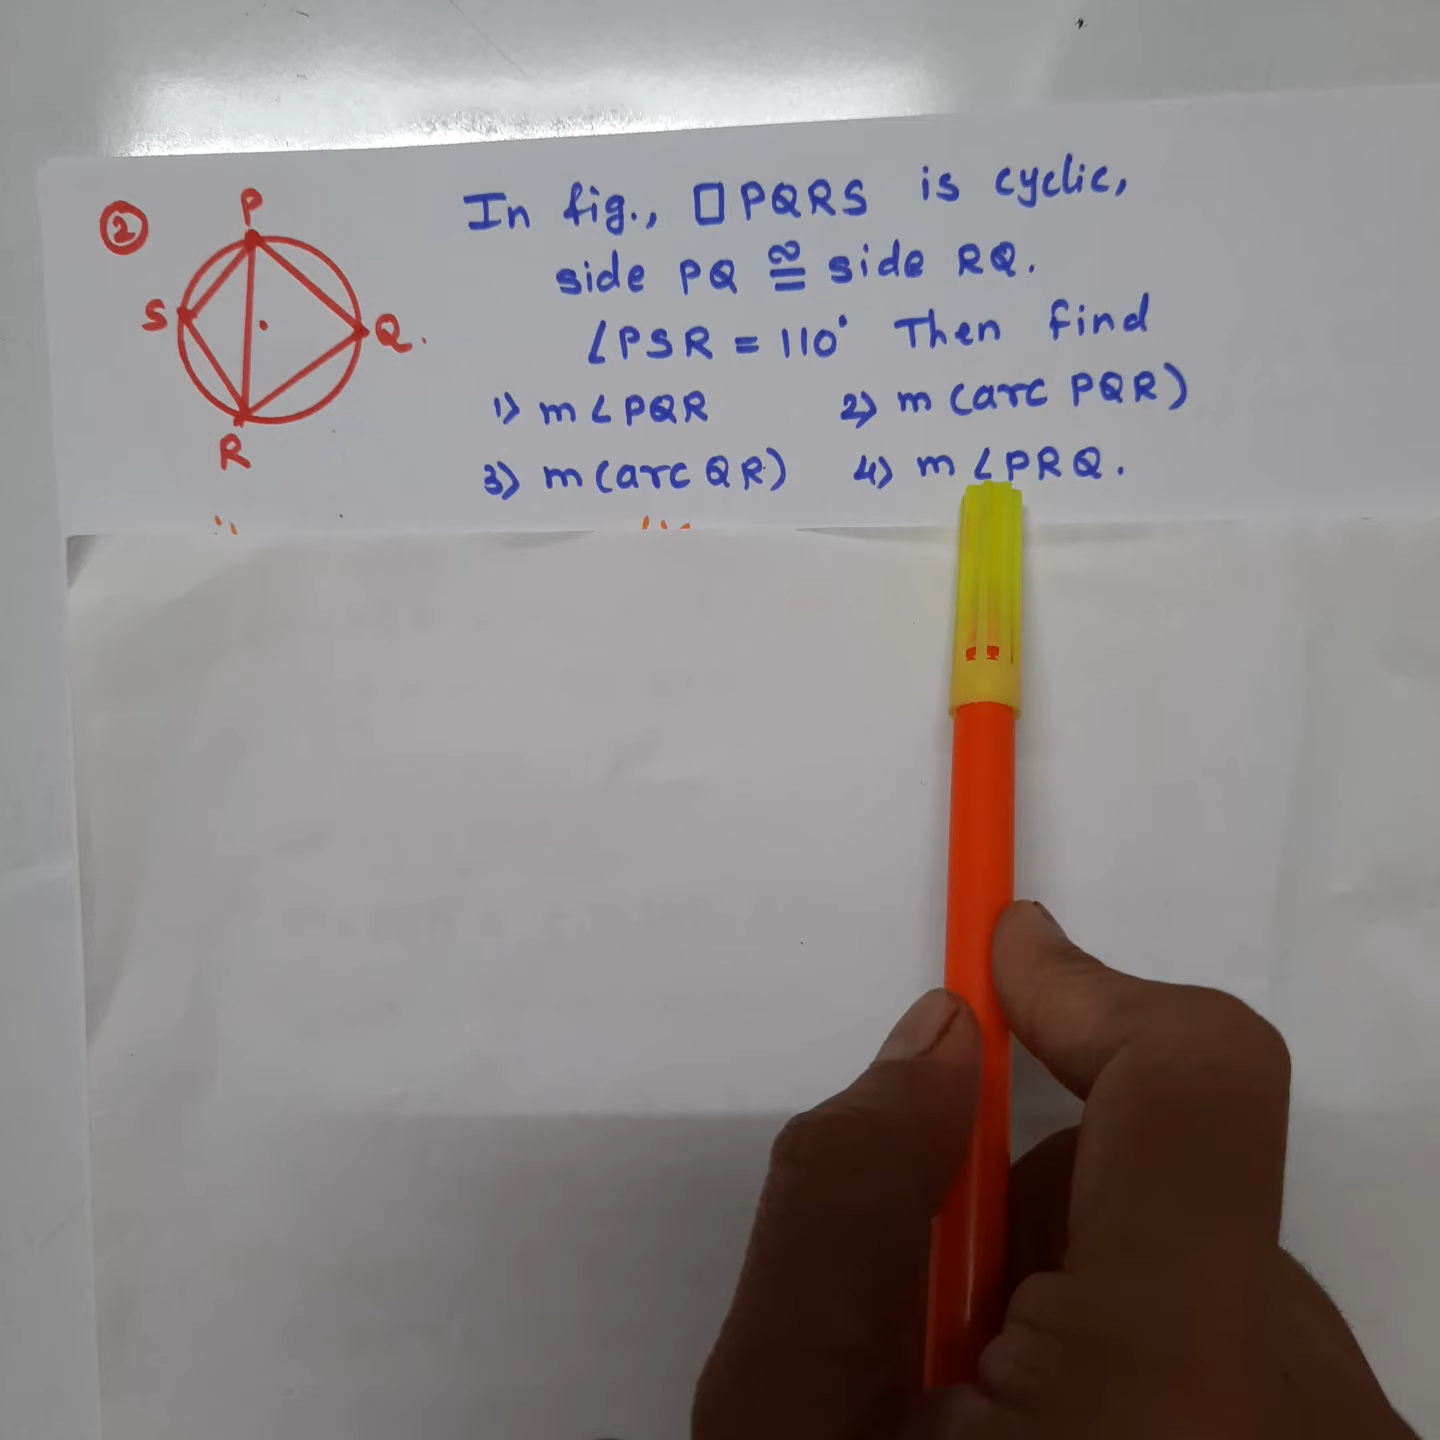 ② In fig., □PQRS is cyclic,
side PQ ≅ side RQ.
∠PSR = 110° Then find
1) m∠PQR 2) m(arc PQR)
3) m(arc QR) 4) m∠PRQ.
P
S
Q.
R